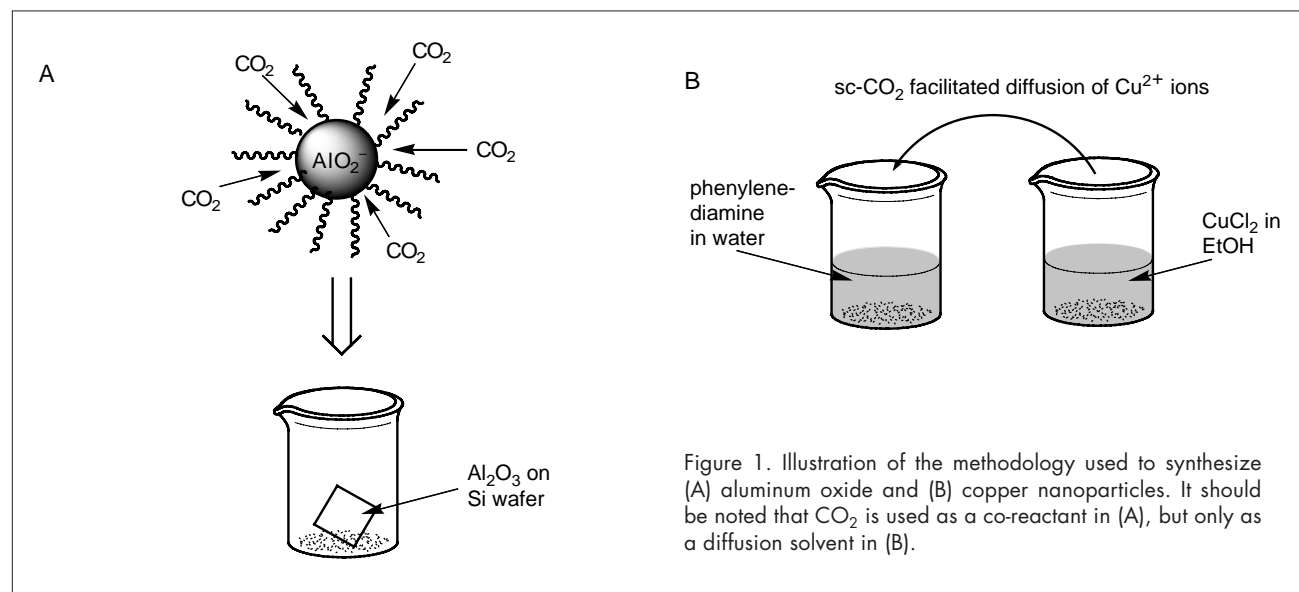 A
CO₂
CO₂
CO₂
CO₂
CO₂
AlO₂⁻
Al₂O₃ on
Si wafer
B
sc-CO₂ facilitated diffusion of Cu²⁺ ions
phenylene-
diamine
in water
CuCl₂ in
EtOH
Figure 1. Illustration of the methodology used to synthesize
(A) aluminum oxide and (B) copper nanoparticles. It should
be noted that CO₂ is used as a co-reactant in (A), but only as
a diffusion solvent in (B).